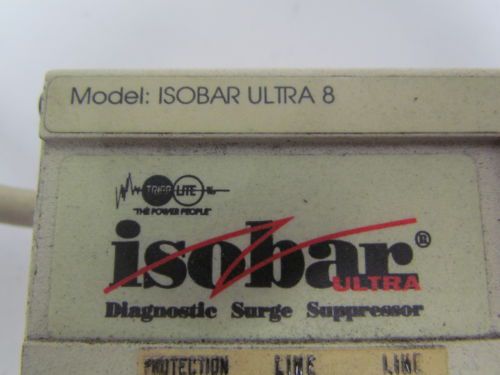 Model: ISOBAR ULTRA 8
TRIPP LITE
"THE POWER PEOPLE"
isobar®
ULTRA
Diagnostic Surge Suppressor
PROTECTION LINE LINE